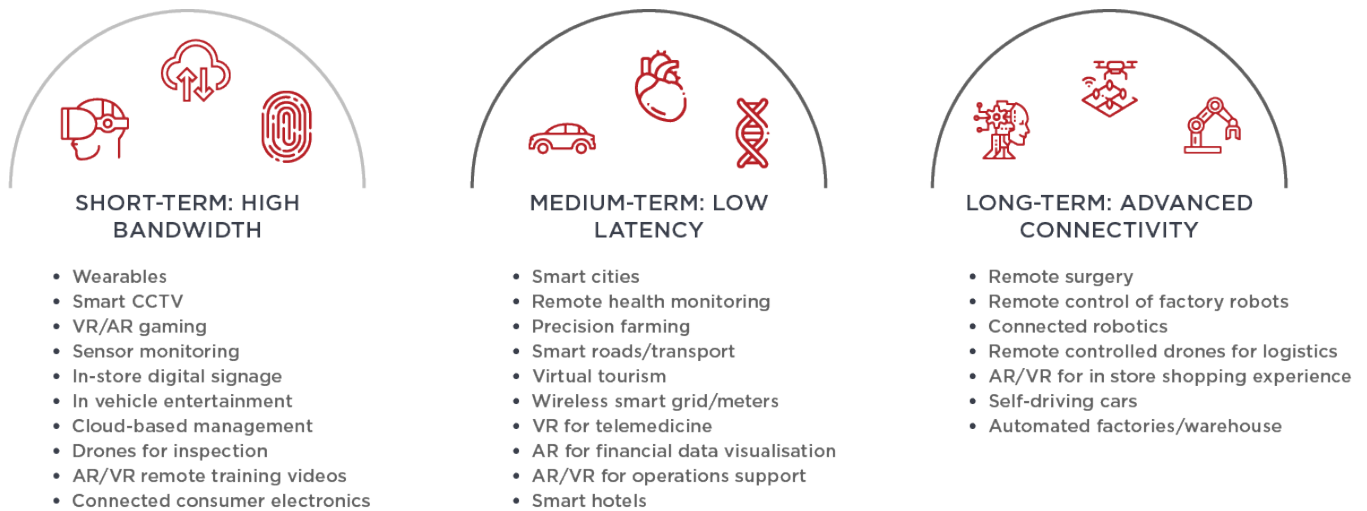 SHORT-TERM: HIGH
BANDWIDTH
• Wearables
• Smart CCTV
• VR/AR gaming
• Sensor monitoring
• In-store digital signage
• In vehicle entertainment
• Cloud-based management
• Drones for inspection
• AR/VR remote training videos
• Connected consumer electronics
MEDIUM-TERM: LOW
LATENCY
• Smart cities
• Remote health monitoring
• Precision farming
• Smart roads/transport
• Virtual tourism
• Wireless smart grid/meters
• VR for telemedicine
• AR for financial data visualisation
• AR/VR for operations support
• Smart hotels
LONG-TERM: ADVANCED
CONNECTIVITY
• Remote surgery
• Remote control of factory robots
• Connected robotics
• Remote controlled drones for logistics
• AR/VR for in store shopping experience
• Self-driving cars
• Automated factories/warehouse